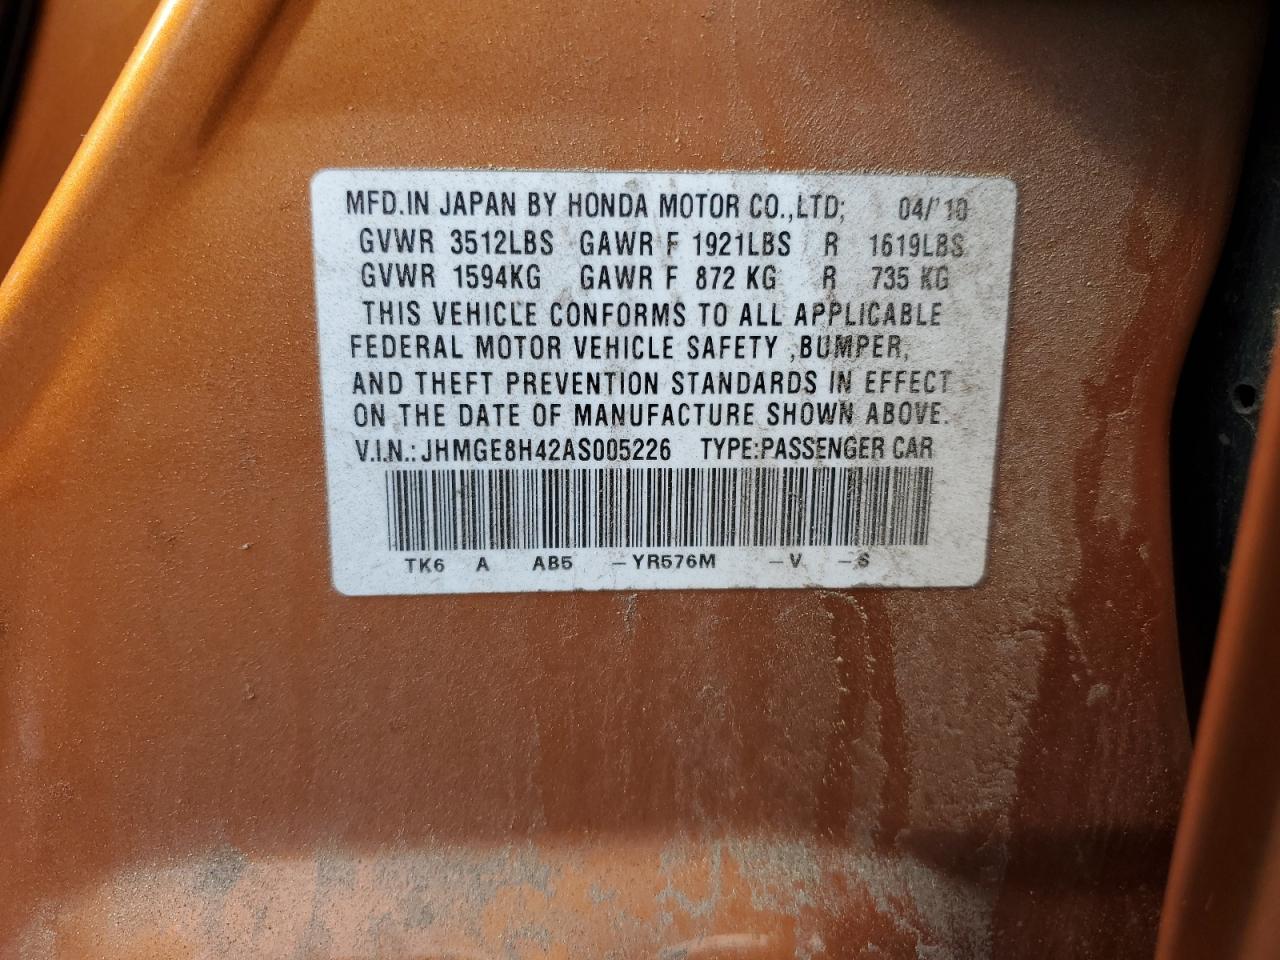 MFD.IN JAPAN BY HONDA MOTOR CO.,LTD; 04/'10
GVWR 3512LBS GAWR F 1921LBS R 1619LBS
GVWR 1594KG GAWR F 872 KG R 735 KG
THIS VEHICLE CONFORMS TO ALL APPLICABLE
FEDERAL MOTOR VEHICLE SAFETY ,BUMPER,
AND THEFT PREVENTION STANDARDS IN EFFECT
ON THE DATE OF MANUFACTURE SHOWN ABOVE.
V.I.N.: JHMGE8H42AS005226 TYPE:PASSENGER CAR
TK6 A AB5 -YR576M -V -S